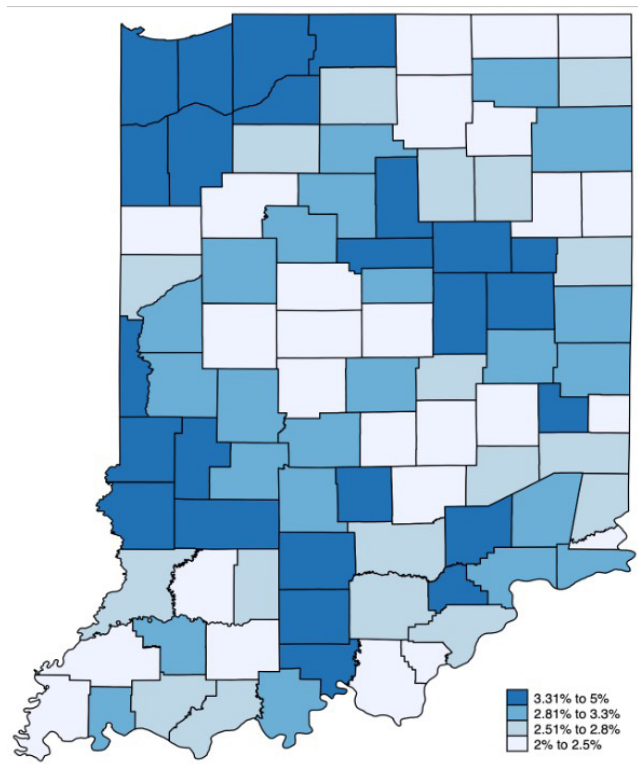 3.31% to 5%
2.81% to 3.3%
2.51% to 2.8%
2% to 2.5%